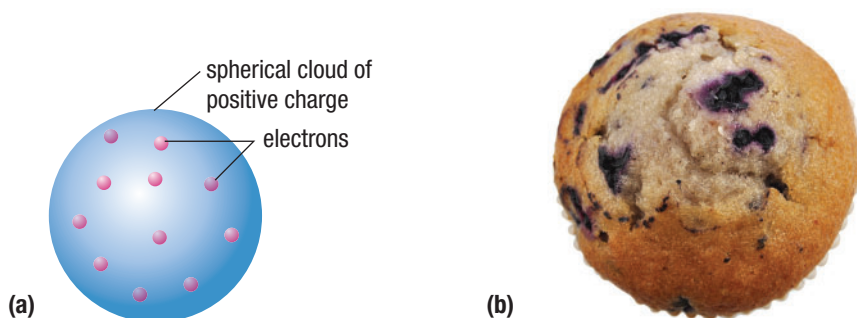 spherical cloud of
positive charge
electrons
(a)
(b)